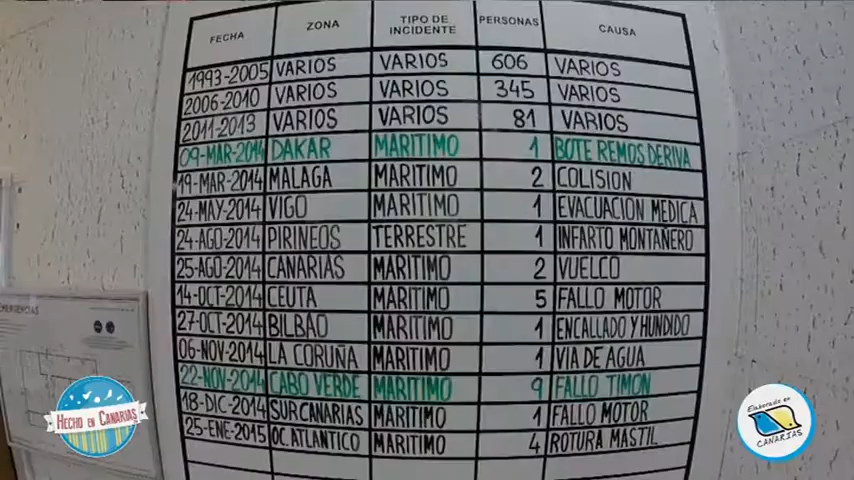 FECHA ZONA TIPO DE INCIDENTE PERSONAS CAUSA
1993-2005 VARIOS VARIOS 606 VARIOS
2006-2010 VARIOS VARIOS 345 VARIOS
2011-2013 VARIOS VARIOS 81 VARIOS
09-MAR-2014 DAKAR MARITIMO 1 BOTE REMOS DERIVA
19-MAR-2014 MALAGA MARITIMO 2 COLISION
24-MAY-2014 VIGO MARITIMO 1 EVACUACION MEDICA
24-AGO-2014 PIRINEOS TERRESTRE 1 INFARTO MONTAÑERO
25-AGO-2014 CANARIAS MARITIMO 2 VUELCO
14-OCT-2014 CEUTA MARITIMO 5 FALLO MOTOR
27-OCT-2014 BILBAO MARITIMO 1 ENCALLADO Y HUNDIDO
06-NOV-2014 LA CORUÑA MARITIMO 1 VIA DE AGUA
22-NOV-2014 CABO VERDE MARITIMO 9 FALLO TIMON
18-DIC-2014 SUR CANARIAS MARITIMO 1 FALLO MOTOR
25-ENE-2015 OC. ATLANTICO MARITIMO 4 ROTURA MASTIL
HECHO EN CANARIAS
Elaborado en
CANARIAS